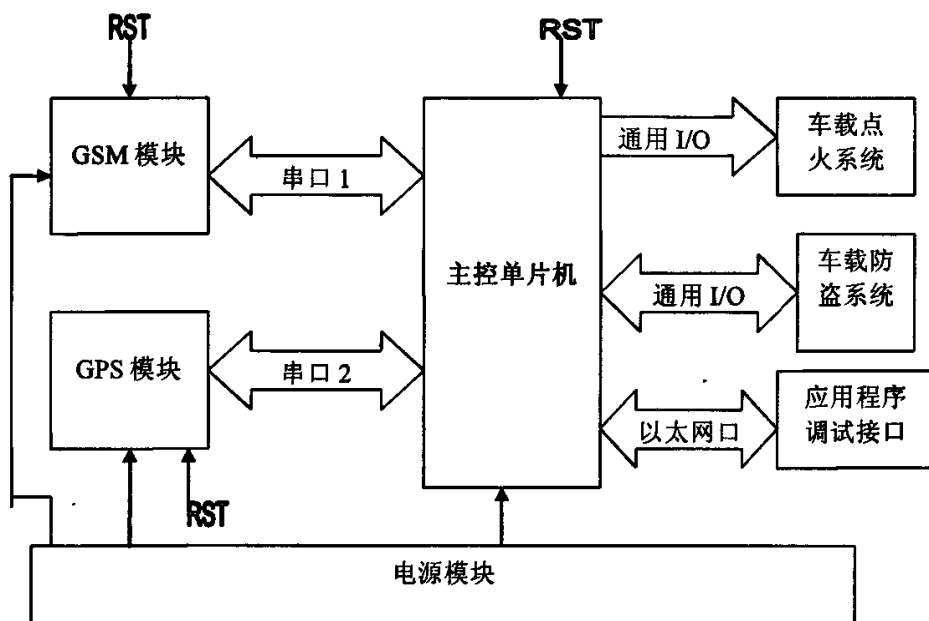 RST
RST
GSM 模块
串口 1
通用 I/O
车载点
火系统
主控单片机
通用 I/O
车载防
盗系统
GPS 模块
串口 2
以太网口
应用程序
调试接口
RST
电源模块